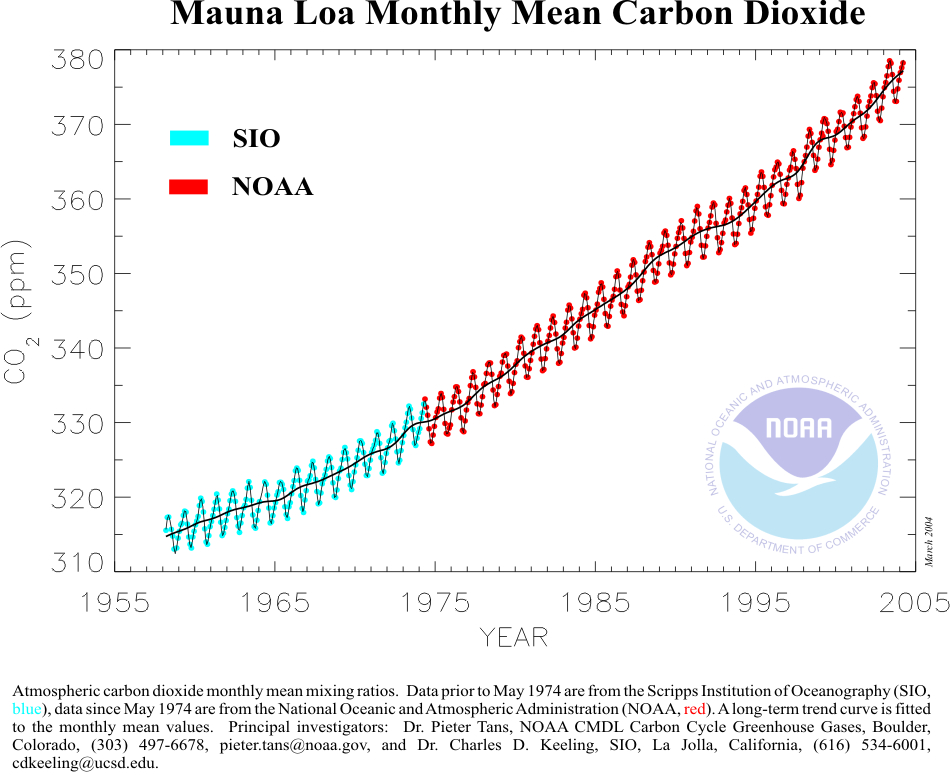 Mauna Loa Monthly Mean Carbon Dioxide
380
370
360
350
340
330
320
310
CO2 (ppm)
SIO
NOAA
NATIONAL OCEANIC AND ATMOSPHERIC ADMINISTRATION
NOAA
U.S. DEPARTMENT OF COMMERCE
March 2004
1955 1965 1975 1985 1995 2005
YEAR
Atmospheric carbon dioxide monthly mean mixing ratios. Data prior to May 1974 are from the Scripps Institution of Oceanography (SIO,
blue), data since May 1974 are from the National Oceanic and Atmospheric Administration (NOAA, red). A long-term trend curve is fitted
to the monthly mean values. Principal investigators: Dr. Pieter Tans, NOAA CMDL Carbon Cycle Greenhouse Gases, Boulder,
Colorado, (303) 497-6678, pieter.tans@noaa.gov, and Dr. Charles D. Keeling, SIO, La Jolla, California, (616) 534-6001,
cdkeeling@ucsd.edu.